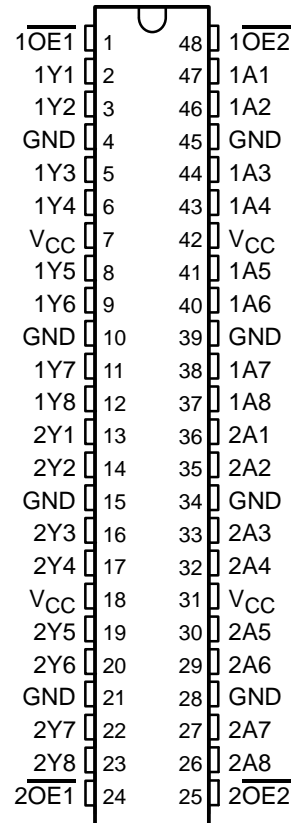 1OE1 1 48 1OE2
1Y1 2 47 1A1
1Y2 3 46 1A2
GND 4 45 GND
1Y3 5 44 1A3
1Y4 6 43 1A4
VCC 7 42 VCC
1Y5 8 41 1A5
1Y6 9 40 1A6
GND 10 39 GND
1Y7 11 38 1A7
1Y8 12 37 1A8
2Y1 13 36 2A1
2Y2 14 35 2A2
GND 15 34 GND
2Y3 16 33 2A3
2Y4 17 32 2A4
VCC 18 31 VCC
2Y5 19 30 2A5
2Y6 20 29 2A6
GND 21 28 GND
2Y7 22 27 2A7
2Y8 23 26 2A8
2OE1 24 25 2OE2